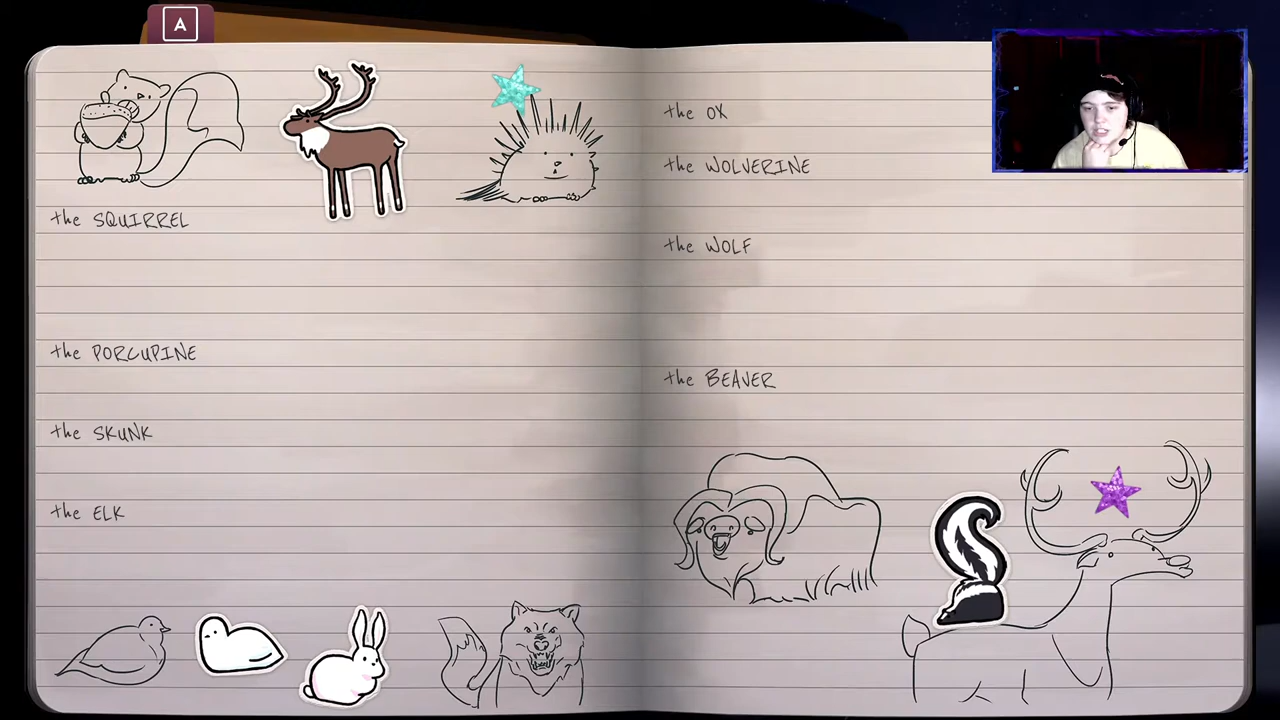 A
the SQUIRREL
the PORCUPINE
the SKUNK
the ELK
the OX
the WOLVERINE
the WOLF
the BEAVER